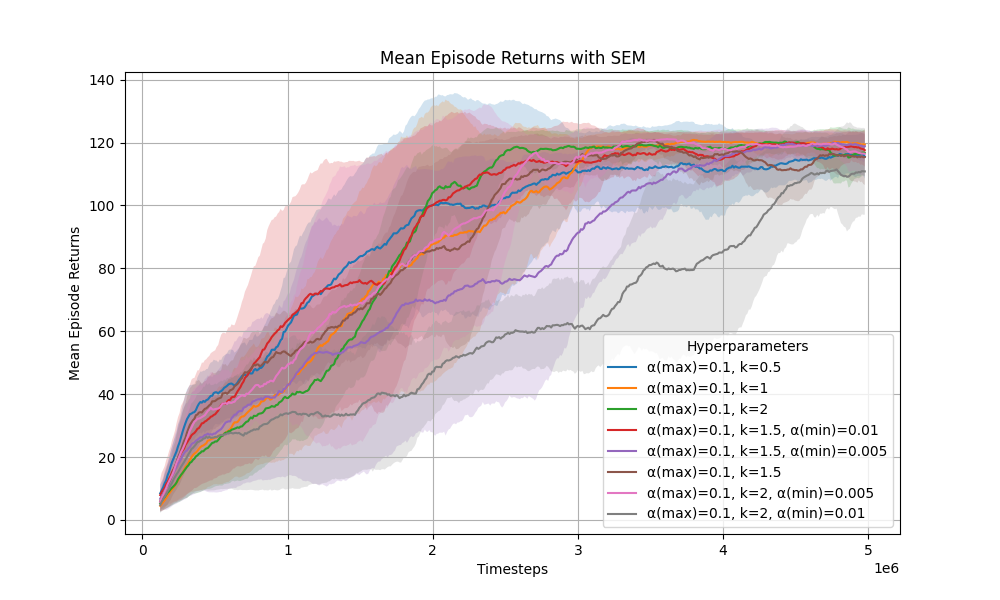 Mean Episode Returns with SEM
140
120
100
80
60
40
20
0
Mean Episode Returns
0
1
2
3
4
5
1e6
Timesteps
Hyperparameters
α(max)=0.1, k=0.5
α(max)=0.1, k=1
α(max)=0.1, k=2
α(max)=0.1, k=1.5, α(min)=0.01
α(max)=0.1, k=1.5, α(min)=0.005
α(max)=0.1, k=1.5
α(max)=0.1, k=2, α(min)=0.005
α(max)=0.1, k=2, α(min)=0.01